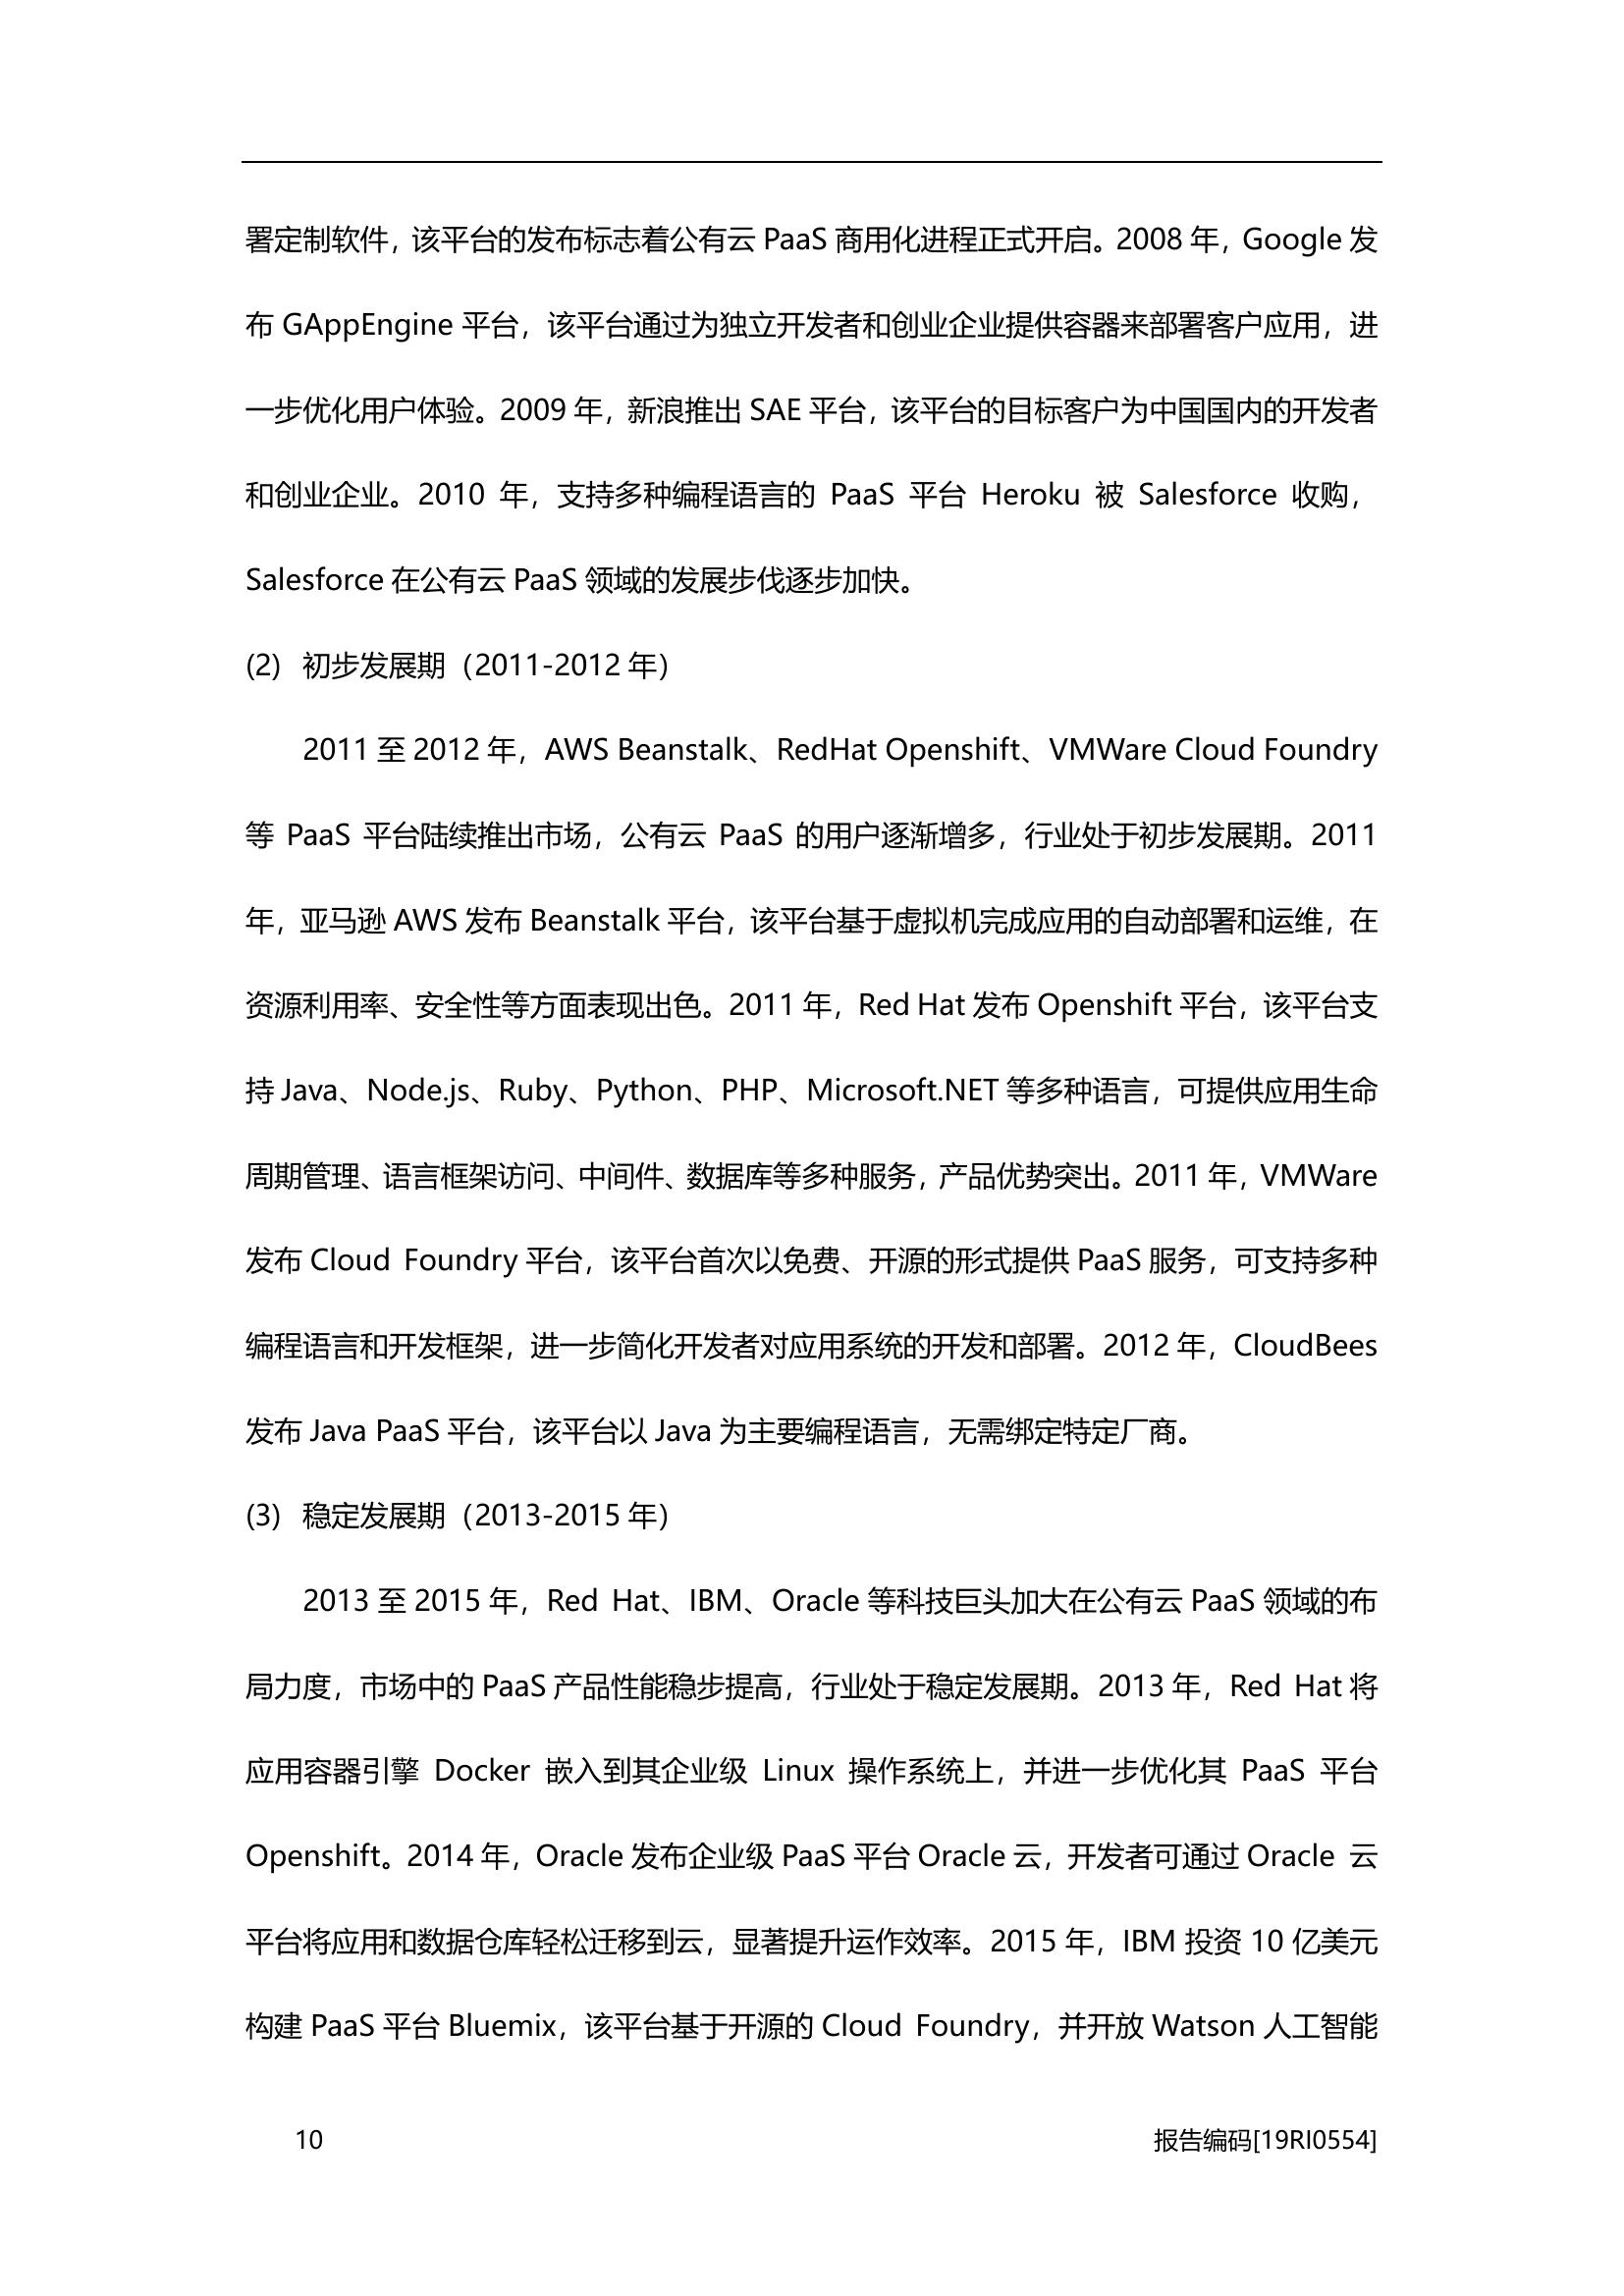 署定制软件，该平台的发布标志着公有云 PaaS 商用化进程正式开启。2008 年，Google 发
布 GAppEngine 平台，该平台通过为独立开发者和创业企业提供容器来部署客户应用，进
一步优化用户体验。2009 年，新浪推出 SAE 平台，该平台的目标客户为中国国内的开发者
和创业企业。2010 年，支持多种编程语言的 PaaS 平台 Heroku 被 Salesforce 收购，
Salesforce 在公有云 PaaS 领域的发展步伐逐步加快。
(2) 初步发展期（2011-2012 年）
2011 至 2012 年，AWS Beanstalk、RedHat Openshift、VMWare Cloud Foundry
等 PaaS 平台陆续推出市场，公有云 PaaS 的用户逐渐增多，行业处于初步发展期。2011
年，亚马逊 AWS 发布 Beanstalk 平台，该平台基于虚拟机完成应用的自动部署和运维，在
资源利用率、安全性等方面表现出色。2011 年，Red Hat 发布 Openshift 平台，该平台支
持 Java、Node.js、Ruby、Python、PHP、Microsoft.NET 等多种语言，可提供应用生命
周期管理、语言框架访问、中间件、数据库等多种服务，产品优势突出。2011 年，VMWare
发布 Cloud Foundry 平台，该平台首次以免费、开源的形式提供 PaaS 服务，可支持多种
编程语言和开发框架，进一步简化开发者对应用系统的开发和部署。2012 年，CloudBees
发布 Java PaaS 平台，该平台以 Java 为主要编程语言，无需绑定特定厂商。
(3) 稳定发展期（2013-2015 年）
2013 至 2015 年，Red Hat、IBM、Oracle 等科技巨头加大在公有云 PaaS 领域的布
局力度，市场中的 PaaS 产品性能稳步提高，行业处于稳定发展期。2013 年，Red Hat 将
应用容器引擎 Docker 嵌入到其企业级 Linux 操作系统上，并进一步优化其 PaaS 平台
Openshift。2014 年，Oracle 发布企业级 PaaS 平台 Oracle 云，开发者可通过 Oracle 云
平台将应用和数据仓库轻松迁移到云，显著提升运作效率。2015 年，IBM 投资 10 亿美元
构建 PaaS 平台 Bluemix，该平台基于开源的 Cloud Foundry，并开放 Watson 人工智能
10 报告编码[19RI0554]